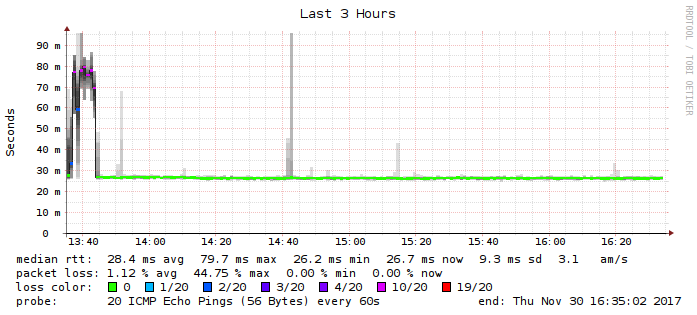 Last 3 Hours
RRDTOOL / TOBI OETIKER
Seconds
90 m
80 m
70 m
60 m
50 m
40 m
30 m
20 m
10 m
0
13:40 14:00 14:20 14:40 15:00 15:20 15:40 16:00 16:20
median rtt: 28.4 ms avg 79.7 ms max 26.2 ms min 26.7 ms now 9.3 ms sd 3.1 am/s
packet loss: 1.12 % avg 44.75 % max 0.00 % min 0.00 % now
loss color: 0 1/20 2/20 3/20 4/20 10/20 19/20
probe: 20 ICMP Echo Pings (56 Bytes) every 60s end: Thu Nov 30 16:35:02 2017